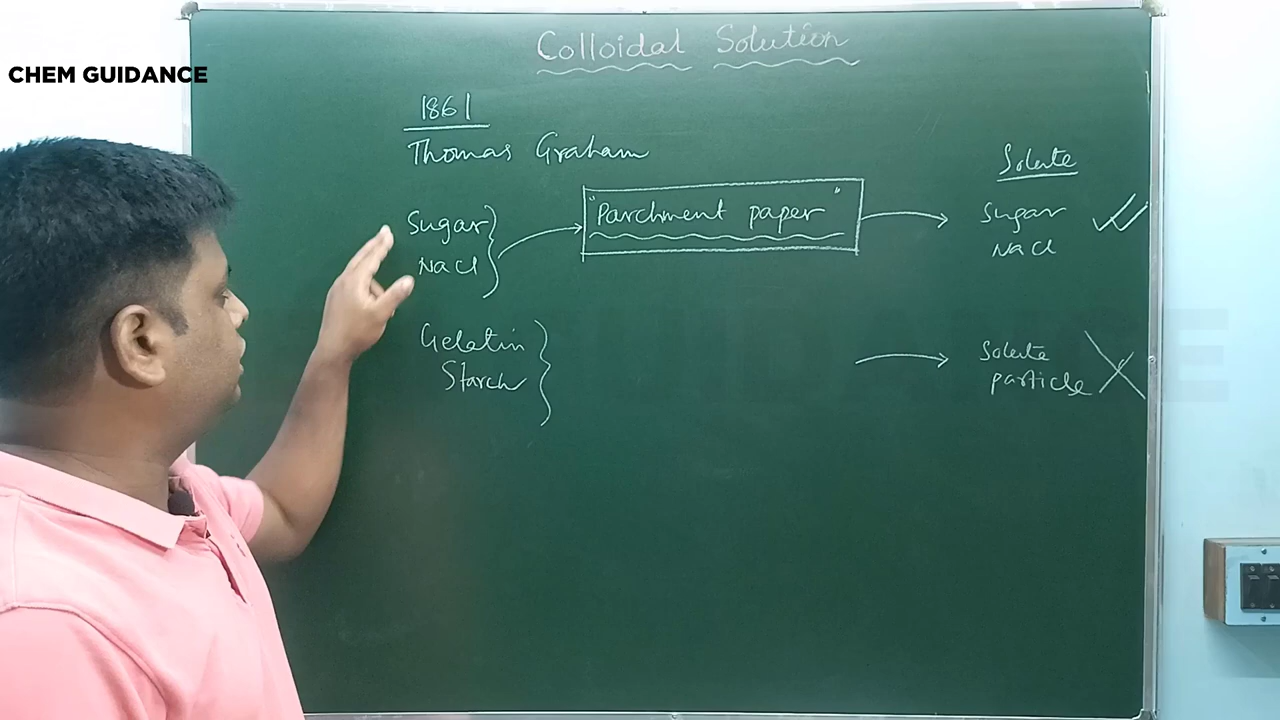 CHEM GUIDANCE
Colloidal Solution
1861
Thomas Graham
Sugar
NaCl
"Parchment paper"
Solute
Sugar
NaCl
Gelatin
Starch
Solute
particle